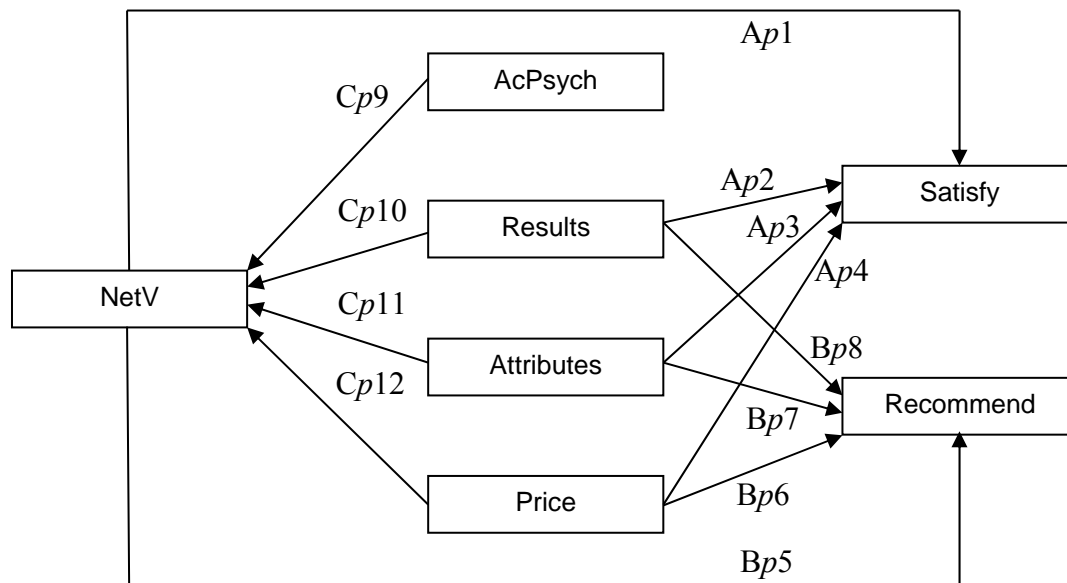 Ap1
AcPsych
Cp9
Ap2
Satisfy
Cp10
Results
Ap3
Ap4
NetV
Cp11
Bp8
Attributes
Cp12
Recommend
Bp7
Price
Bp6
Bp5